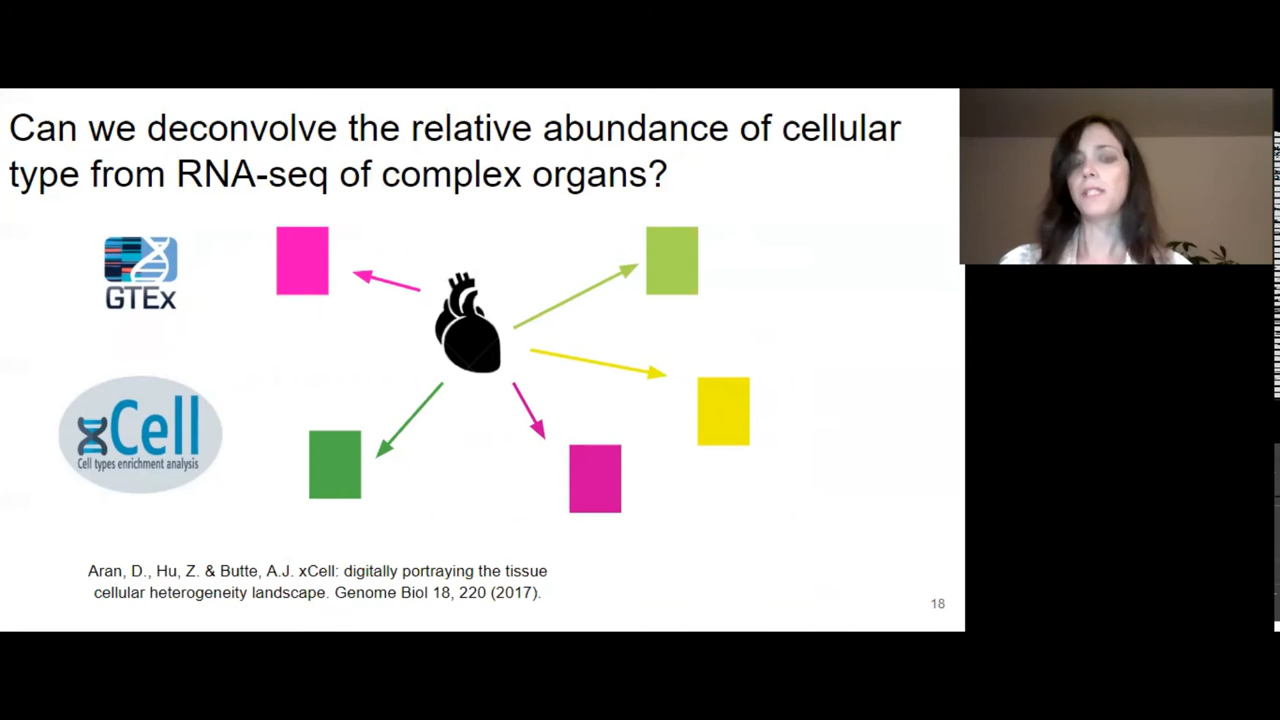 Can we deconvolve the relative abundance of cellular
type from RNA-seq of complex organs?
GTEx
xCell
Cell types enrichment analysis
Aran, D., Hu, Z. & Butte, A.J. xCell: digitally portraying the tissue
cellular heterogeneity landscape. Genome Biol 18, 220 (2017).
18